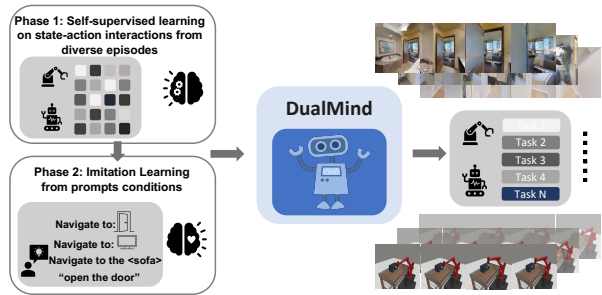 Phase 1: Self-supervised learning
on state-action interactions from
diverse episodes
Phase 2: Imitation Learning
from prompts conditions
Navigate to:
Navigate to:
Navigate to the <sofa>
“open the door”
DualMind
Task 1
Task 2
Task 3
Task 4
Task N